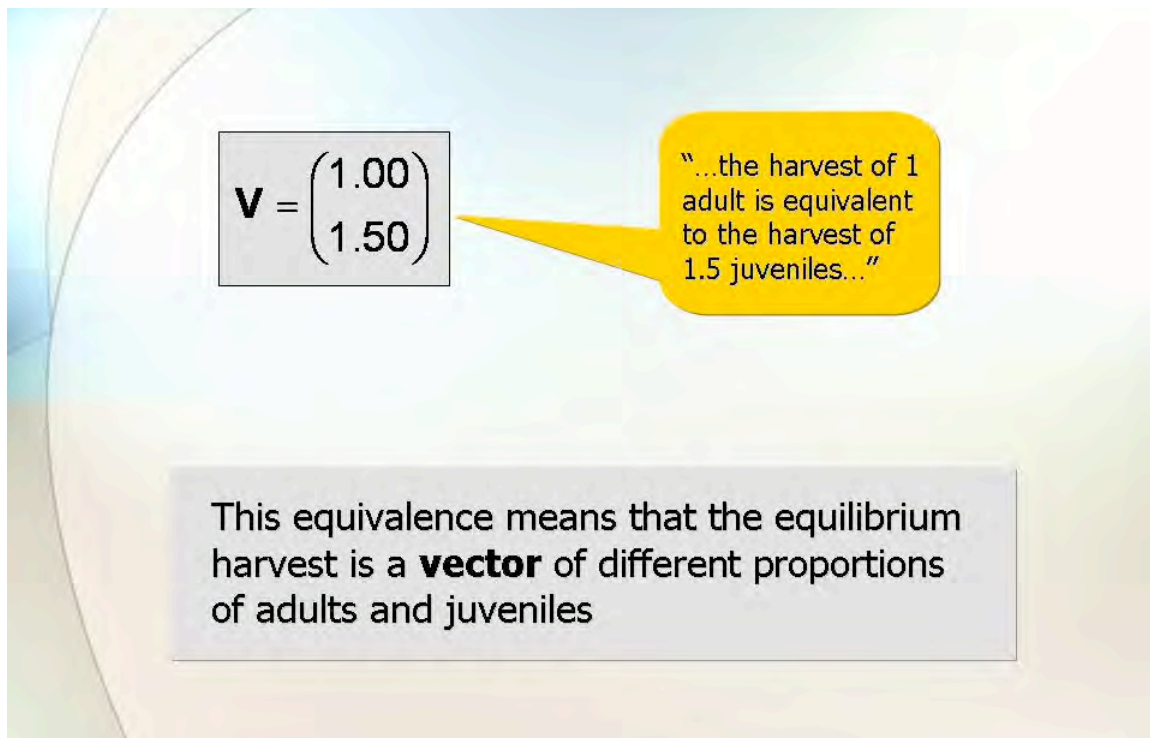 V = (1.00
1.50)
“...the harvest of 1
adult is equivalent
to the harvest of
1.5 juveniles...”
This equivalence means that the equilibrium
harvest is a vector of different proportions
of adults and juveniles